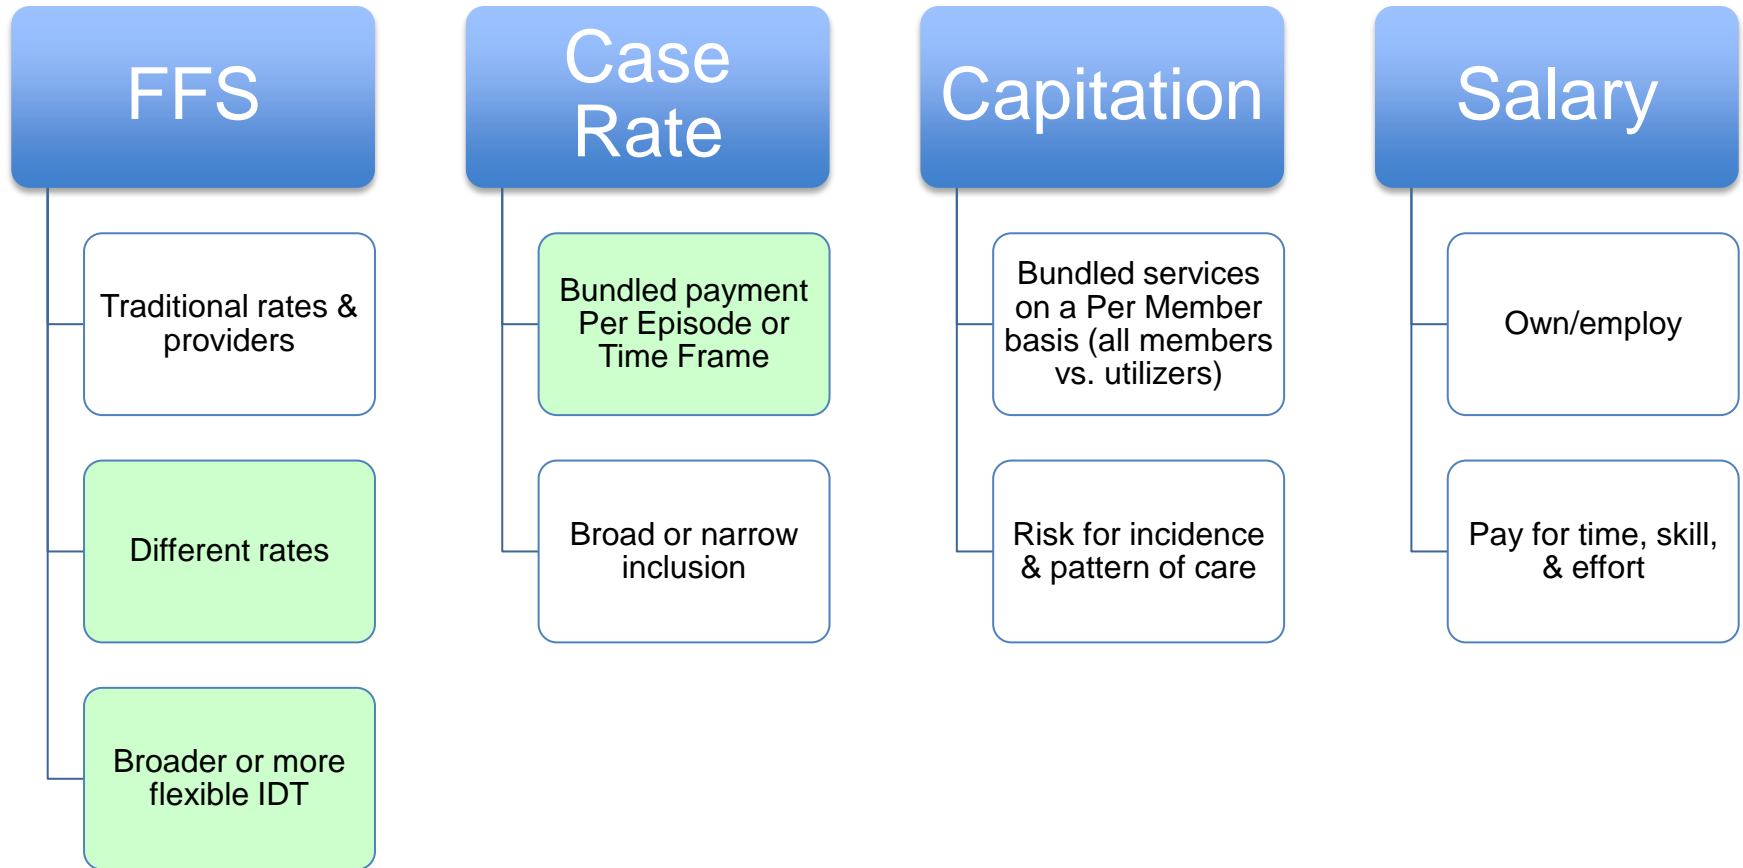 FFS
Traditional rates &
providers
Different rates
Broader or more
flexible IDT
Case
Rate
Bundled payment
Per Episode or
Time Frame
Broad or narrow
inclusion
Capitation
Bundled services
on a Per Member
basis (all members
vs. utilizers)
Risk for incidence
& pattern of care
Salary
Own/employ
Pay for time, skill,
& effort